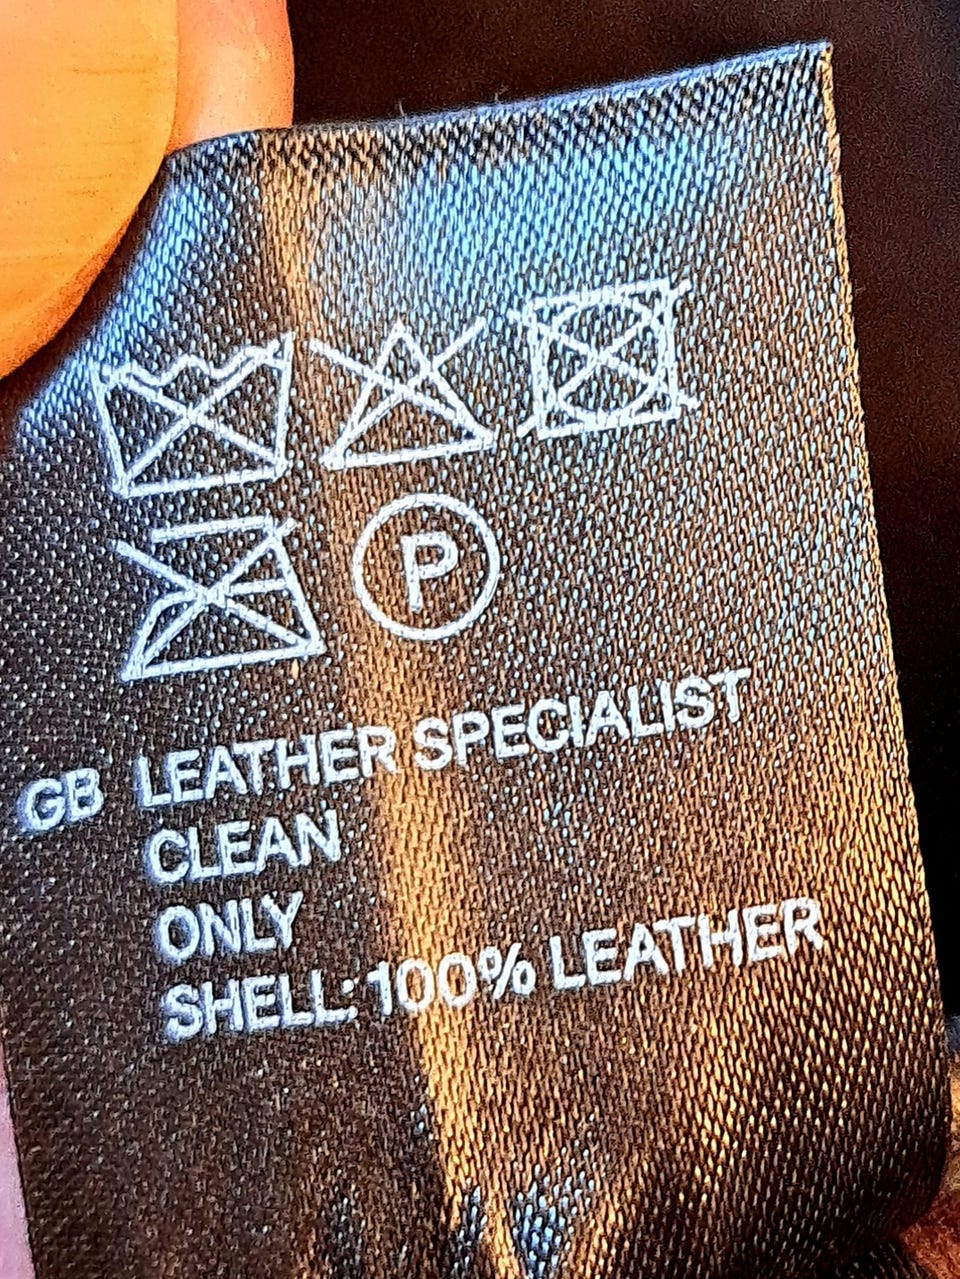 P
GB LEATHER SPECIALIST
CLEAN
ONLY
SHELL: 100% LEATHER